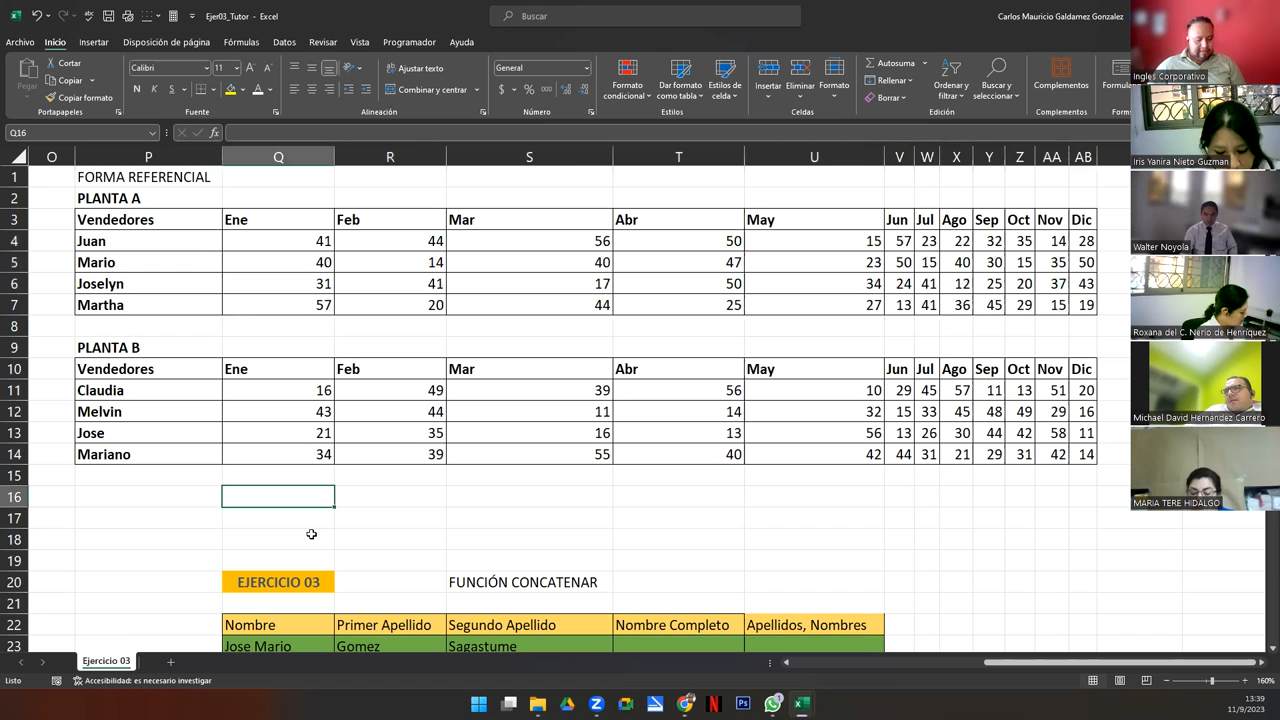 Ejer03_Tutor - Excel
Buscar
Carlos Mauricio Galdamez Gonzalez
Archivo Inicio Insertar Disposición de página Fórmulas Datos Revisar Vista Programador Ayuda
Pegar
Cortar
Copiar
Copiar formato
Portapapeles
Calibri 11
N K S
Fuente
Ajustar texto
Combinar y centrar
Alineación
General
Número
Formato condicional
Dar formato como tabla
Estilos de celda
Estilos
Insertar
Eliminar
Formato
Celdas
Autosuma
Rellenar
Borrar
Ordenar y filtrar
Buscar y seleccionar
Edición
Complementos
Complementos
Q16
fx
O P Q R S T U V W X Y Z AA AB
1 FORMA REFERENCIAL
2 PLANTA A
3 Vendedores Ene Feb Mar Abr May Jun Jul Ago Sep Oct Nov Dic
4 Juan 41 44 56 50 15 57 23 22 32 35 14 28
5 Mario 40 14 40 47 23 50 15 40 30 15 35 50
6 Joselyn 31 41 17 50 34 24 41 12 25 20 37 43
7 Martha 57 20 44 25 27 13 41 36 45 29 15 19
8
9 PLANTA B
10 Vendedores Ene Feb Mar Abr May Jun Jul Ago Sep Oct Nov Dic
11 Claudia 16 49 39 56 10 29 45 57 11 13 51 20
12 Melvin 43 44 11 14 32 15 33 45 48 49 29 16
13 Jose 21 35 16 13 56 13 26 30 44 42 58 11
14 Mariano 34 39 55 40 42 44 31 21 29 31 42 14
15
16
17
18
19
20 EJERCICIO 03 FUNCIÓN CONCATENAR
21
22 Nombre Primer Apellido Segundo Apellido Nombre Completo Apellidos, Nombres
23 Jose Mario Gomez Sagastume
Ejercicio 03
Listo
Accesibilidad: es necesario investigar
160%
13:39
11/9/2023
Ingles Corporativo
Iris Yanira Nieto Guzman
Walter Noyola
Roxana del C. Nerio de Henríquez
Michael David Hernández Carrero
MARIA TERE HIDALGO